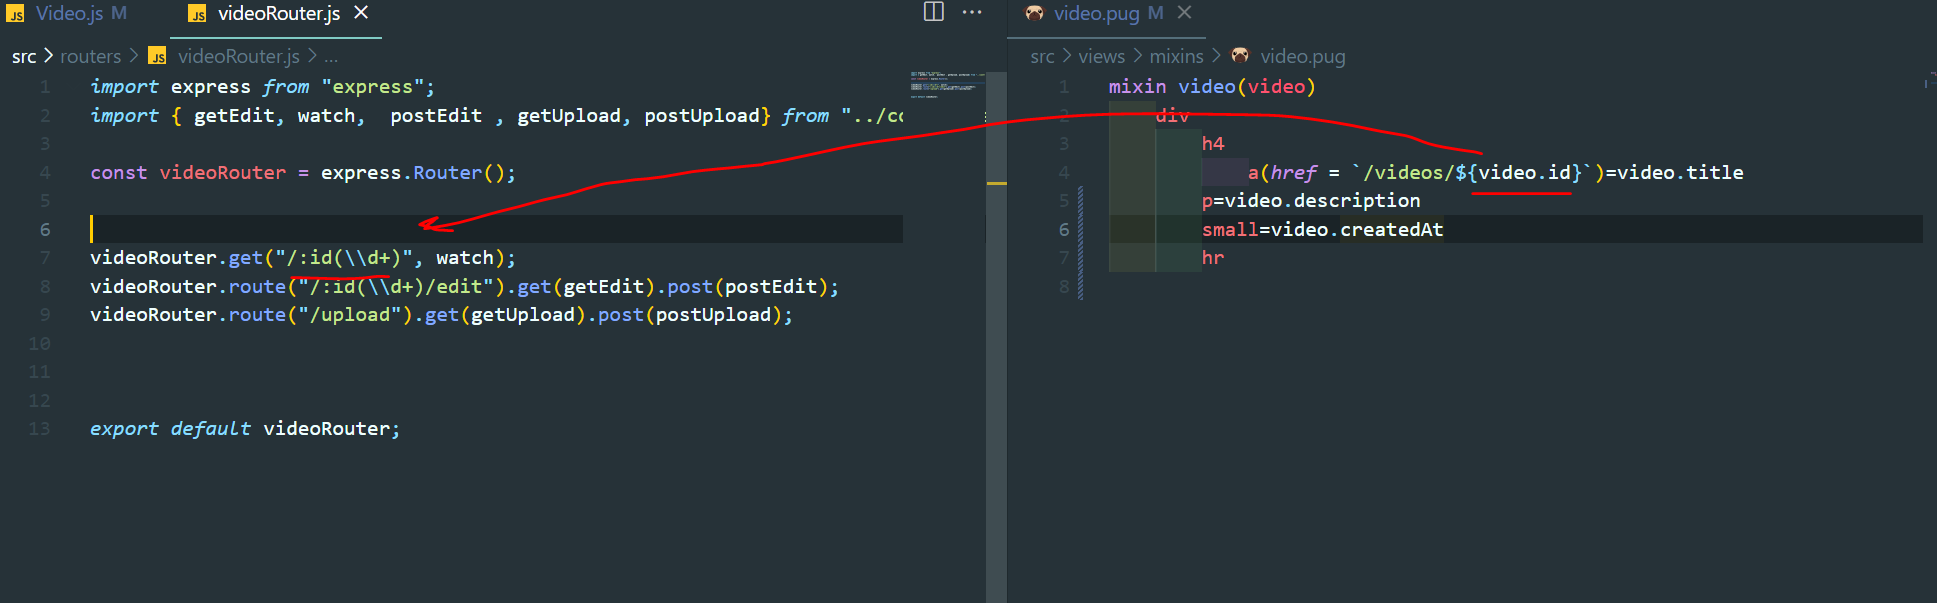 Video.js M
videoRouter.js
src > routers > videoRouter.js > ...
1 import express from "express";
2 import { getEdit, watch,  postEdit , getUpload, postUpload} from "../co
3
4 const videoRouter = express.Router();
5
6
7 videoRouter.get("/:id(\\d+)", watch);
8 videoRouter.route("/:id(\\d+)/edit").get(getEdit).post(postEdit);
9 videoRouter.route("/upload").get(getUpload).post(postUpload);
10
11
12
13 export default videoRouter;
video.pug M
src > views > mixins > video.pug
1 mixin video(video)
2 div
3 h4
4 a(href = `/videos/${video.id}`)=video.title
5 p=video.description
6 small=video.createdAt
7 hr
8